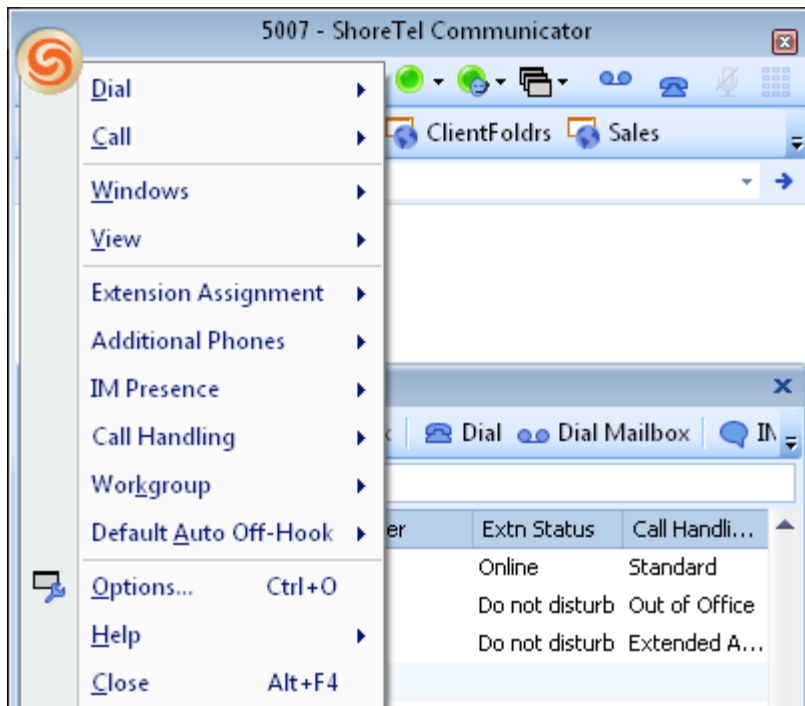 5007 - ShoreTel Communicator
Dial
Call
ClientFoldrs Sales
Windows
View
Extension Assignment
Additional Phones
IM Presence
Call Handling
Dial Dial Mailbox
Workgroup
Default Auto Off-Hook
er Extn Status Call Handli...
Online Standard
Options... Ctrl+O
Do not disturb Out of Office
Help
Do not disturb Extended A...
Close Alt+F4